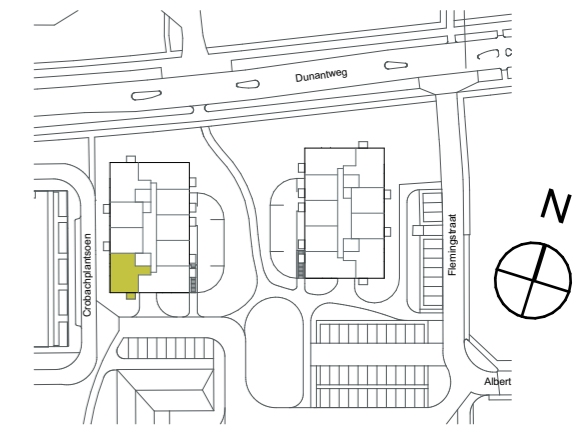 Dunantweg
N
Crobachplantsoen
Flemingstraat
Albert